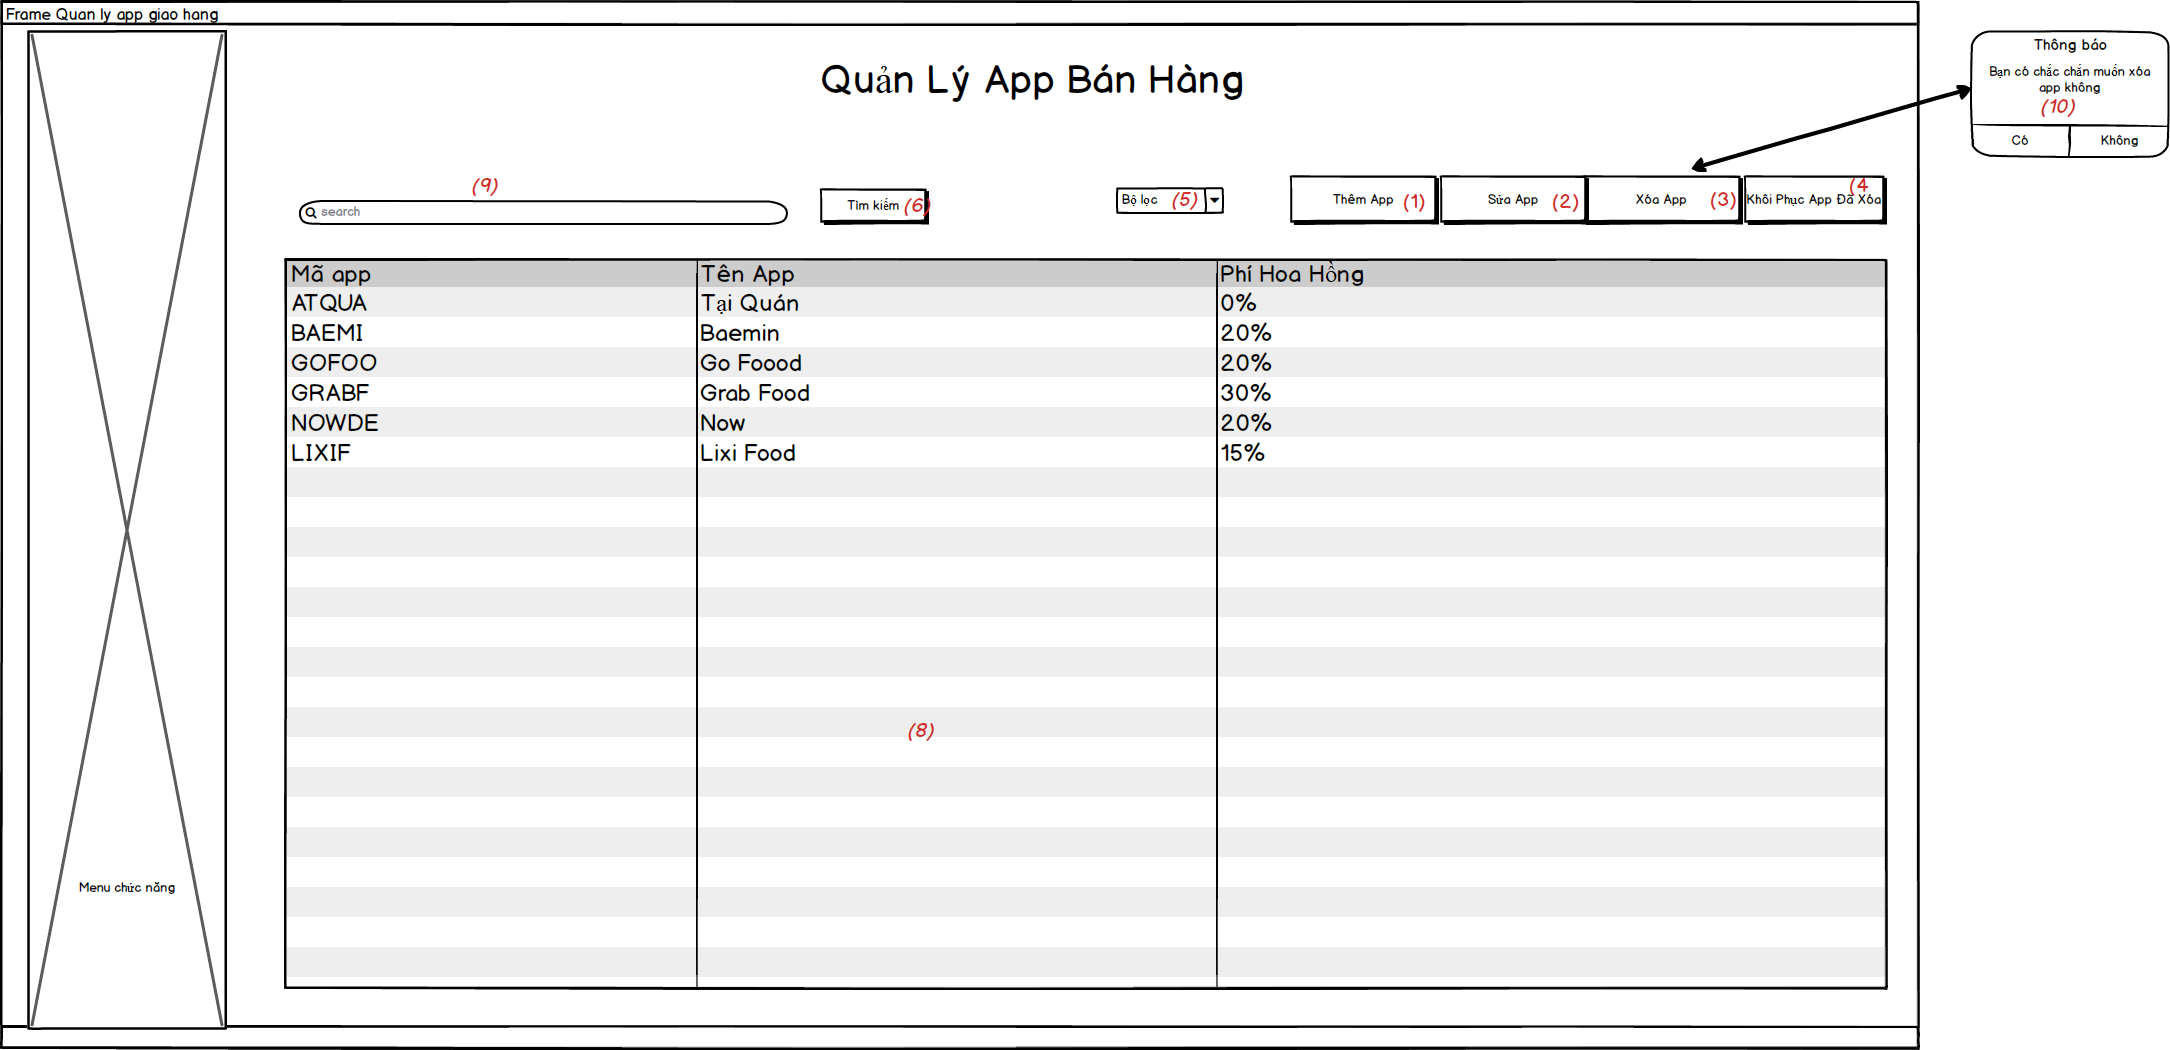 Frame Quan ly app giao hang
Thông báo
Bạn có chắc chắn muốn xóa
app không
(10)
Có Không
Quản Lý App Bán Hàng
(9)
search
Tìm kiếm (6)
Bộ lọc (5)
Thêm App (1)
Sửa App (2)
Xóa App (3)
(4
Khôi Phục App Đã Xóa
Mã app Tên App Phí Hoa Hồng
ATQUA Tại Quán 0%
BAEMI Baemin 20%
GOFOO Go Foood 20%
GRABF Grab Food 30%
NOWDE Now 20%
LIXIF Lixi Food 15%
(8)
Menu chức năng